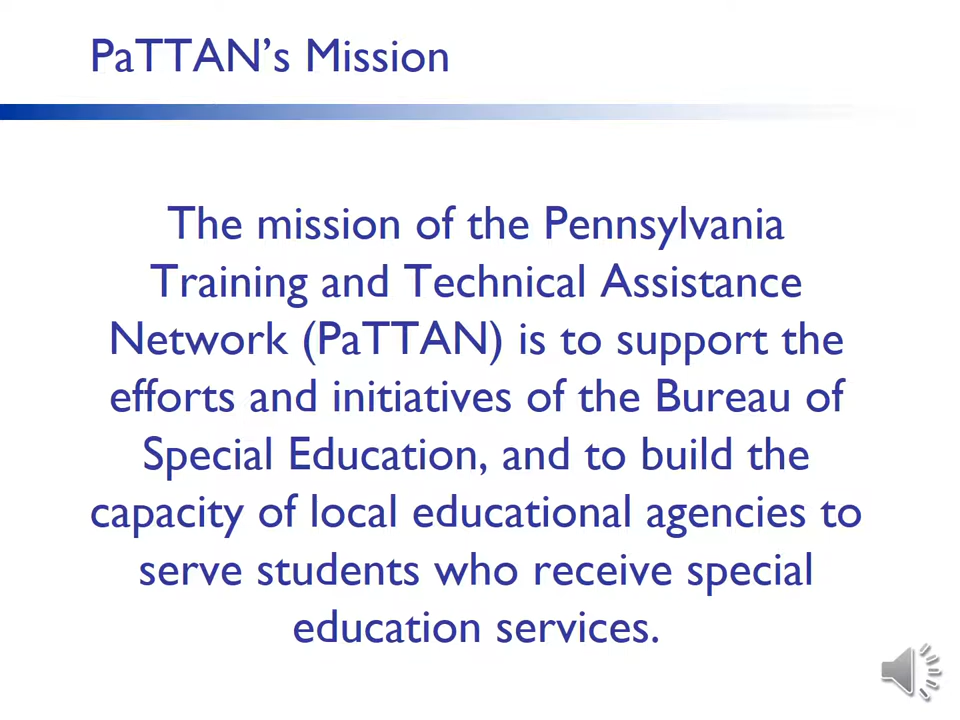 PaTTAN’s Mission
The mission of the Pennsylvania
Training and Technical Assistance
Network (PaTTAN) is to support the
efforts and initiatives of the Bureau of
Special Education, and to build the
capacity of local educational agencies to
serve students who receive special
education services.